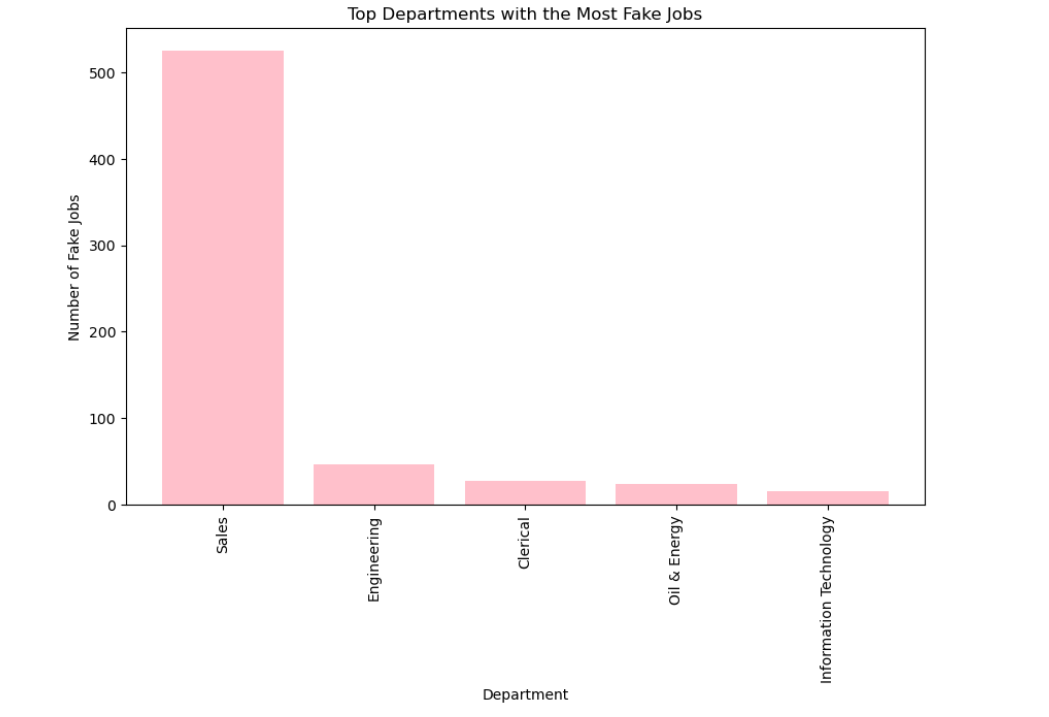 Top Departments with the Most Fake Jobs
Number of Fake Jobs
500
400
300
200
100
0
Sales
Engineering
Clerical
Oil & Energy
Information Technology
Department